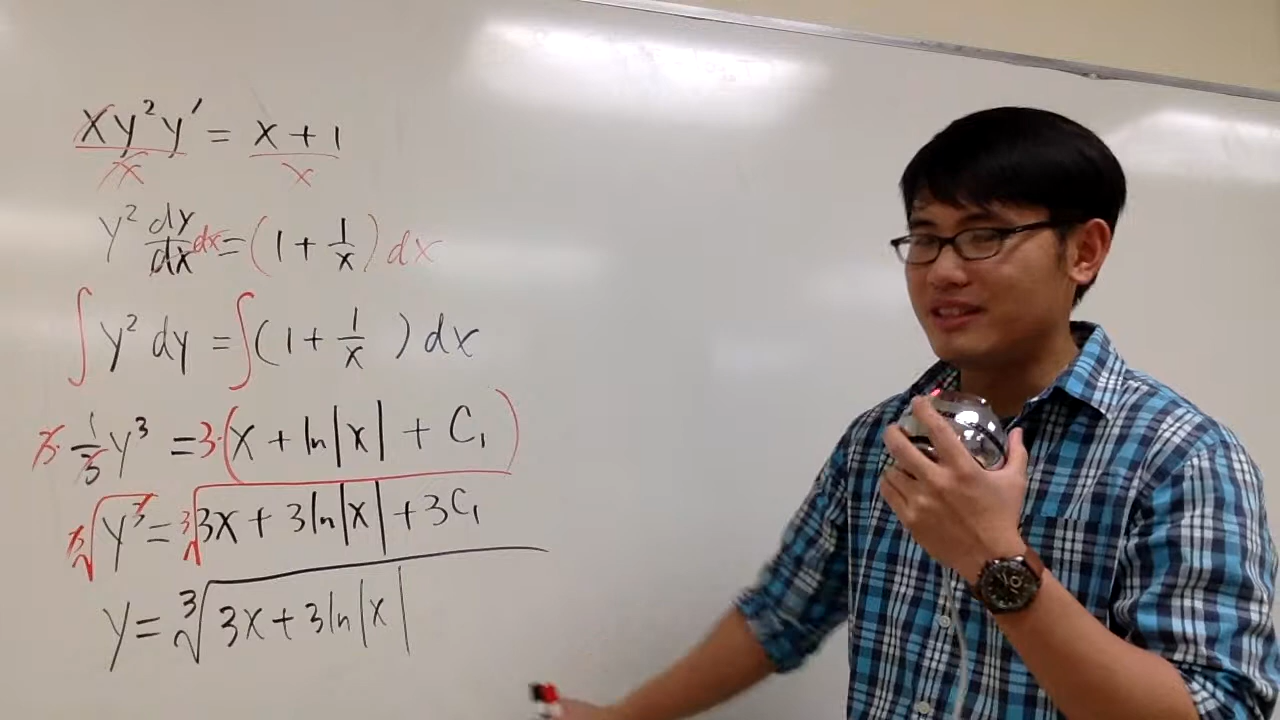 xy²y' / x = x + 1 / x
y² dy/dx dx = (1 + 1/x) dx
∫ y² dy = ∫ (1 + 1/x ) dx
3 · 1/3 y³ = 3 · (x + ln|x| + C₁)
∛y³ = ∛3x + 3ln|x| + 3C₁
y = ∛3x + 3ln|x|